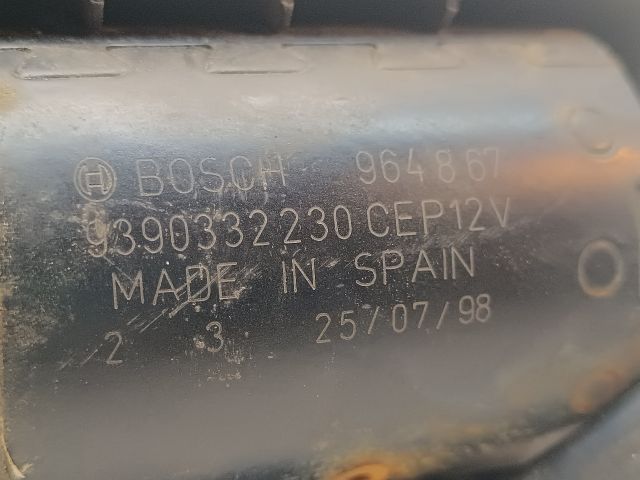 BOSCH 964867
9390332230 CEP12V
MADE IN SPAIN
2 3 25/07/98